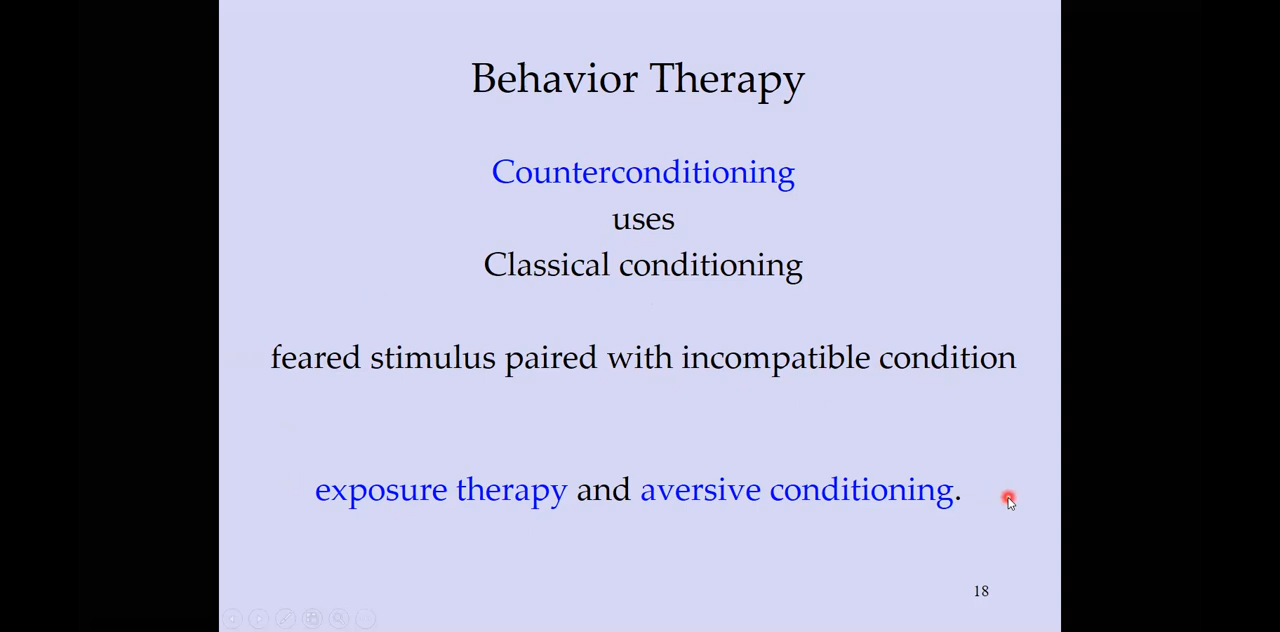 Behavior Therapy
Counterconditioning
uses
Classical conditioning
feared stimulus paired with incompatible condition
exposure therapy and aversive conditioning.
18